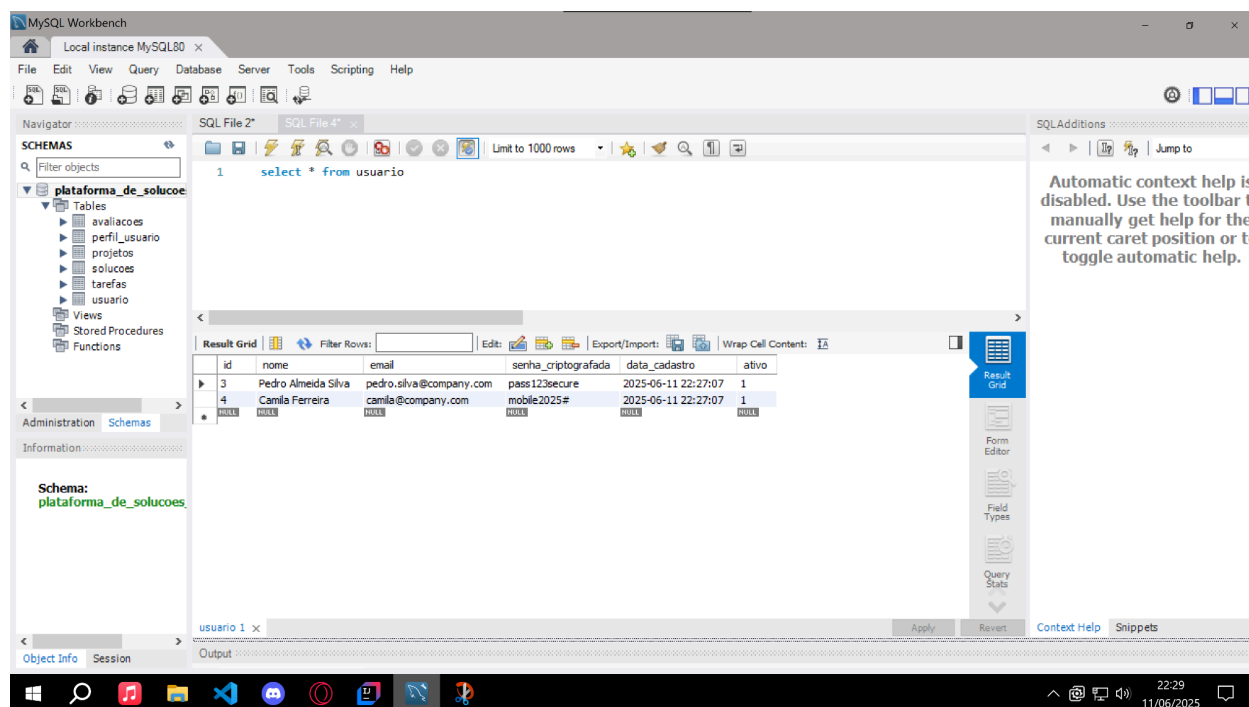 MySQL Workbench
Local instance MySQL80
File Edit View Query Database Server Tools Scripting Help
Navigator
SCHEMAS
Filter objects
plataforma_de_solucoe
Tables
avaliacoes
perfil_usuario
projetos
solucoes
tarefas
usuario
Views
Stored Procedures
Functions
Administration Schemas
Information
Schema:
plataforma_de_solucoes_
Object Info Session
SQL File 2* SQL File 4*
Limit to 1000 rows
1 select * from usuario
Result Grid Filter Rows: Edit: Export/Import: Wrap Cell Content:
id nome email senha_criptografada data_cadastro ativo
3 Pedro Almeida Silva pedro.silva@company.com pass123secure 2025-06-11 22:27:07 1
4 Camila Ferreira camila@company.com mobile2025# 2025-06-11 22:27:07 1
NULL NULL NULL NULL NULL NULL
Result
Grid
Form
Editor
Field
Types
Query
Stats
usuario 1 Apply Revert
Output
SQLAdditions
Jump to
Automatic context help is
disabled. Use the toolbar t
manually get help for the
current caret position or t
toggle automatic help.
Context Help Snippets
22:29
11/06/2025